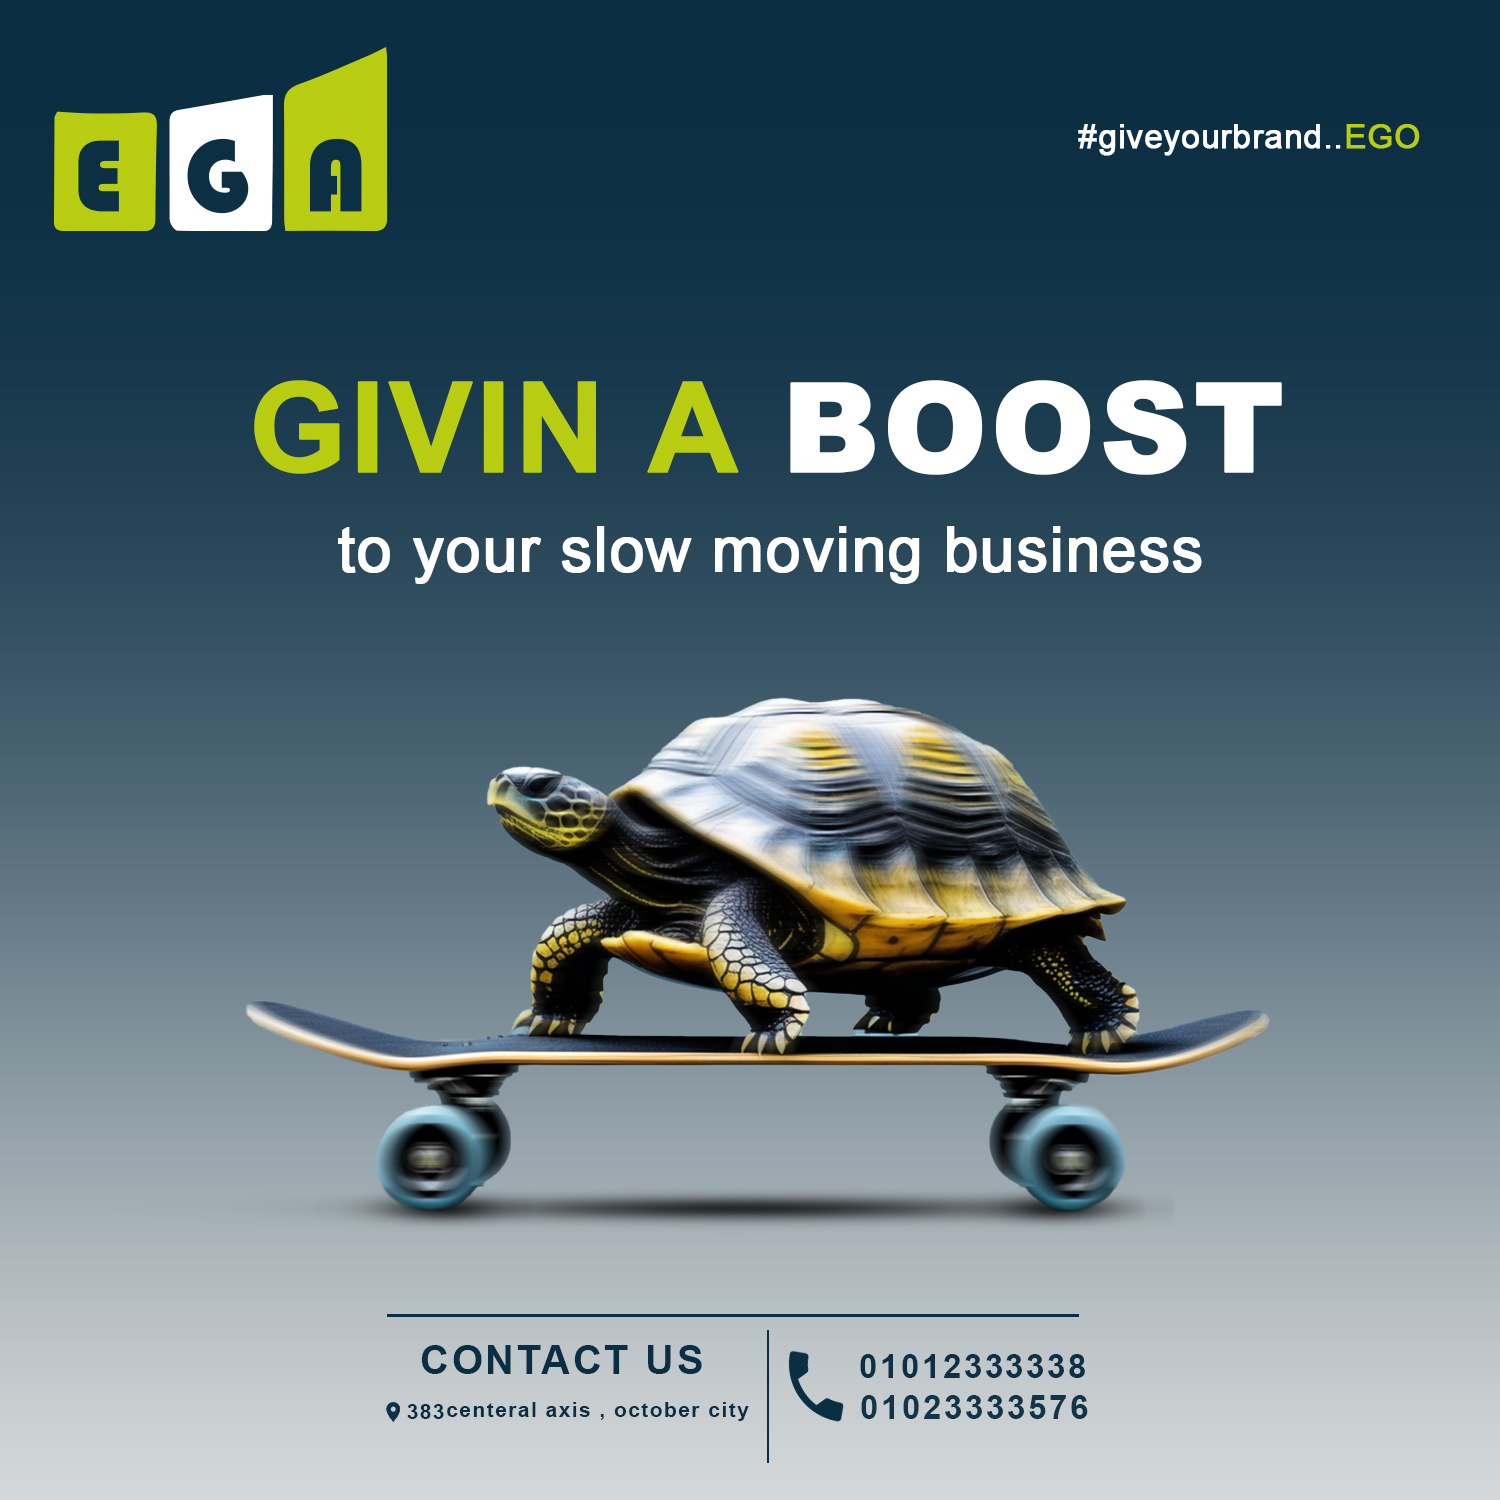 EGA
#giveyourbrand..EGO
GIVIN A BOOST
to your slow moving business
CONTACT US
383centeral axis , october city
01012333338
01023333576